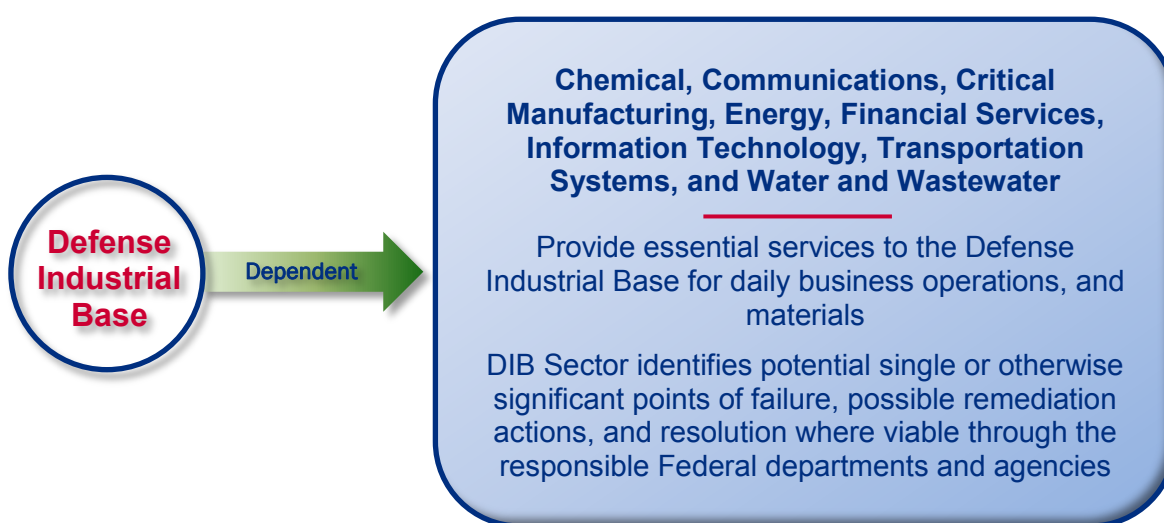 Defense
Industrial
Base
Dependent
Chemical, Communications, Critical
Manufacturing, Energy, Financial Services,
Information Technology, Transportation
Systems, and Water and Wastewater
Provide essential services to the Defense
Industrial Base for daily business operations, and
materials
DIB Sector identifies potential single or otherwise
significant points of failure, possible remediation
actions, and resolution where viable through the
responsible Federal departments and agencies